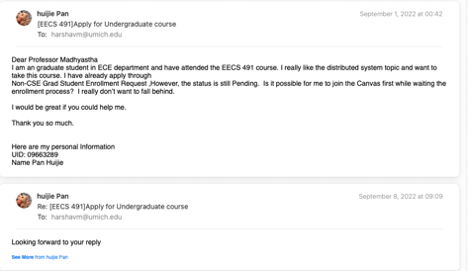 huijie Pan
September 1, 2022 at 00:42
[EECS 491]Apply for Undergraduate course
To: harshavm@umich.edu
Dear Professor Madhyastha
I am an graduate student in ECE department and have attended the EECS 491 course. I really like the distributed system topic and want to
take this course. I have already apply through
Non-CSE Grad Student Enrollment Request ,However, the status is still Pending.  Is it possible for me to join the Canvas first while waiting the
enrollment process?  I really don't want to fall behind.
I would be great if you could help me.
Thank you so much.
Here are my personal Information
UID: 09663289
Name Pan Huijie
huijie Pan
September 8, 2022 at 09:09
Re: [EECS 491]Apply for Undergraduate course
To: harshavm@umich.edu
Looking forward to your reply
See More from huijie Pan